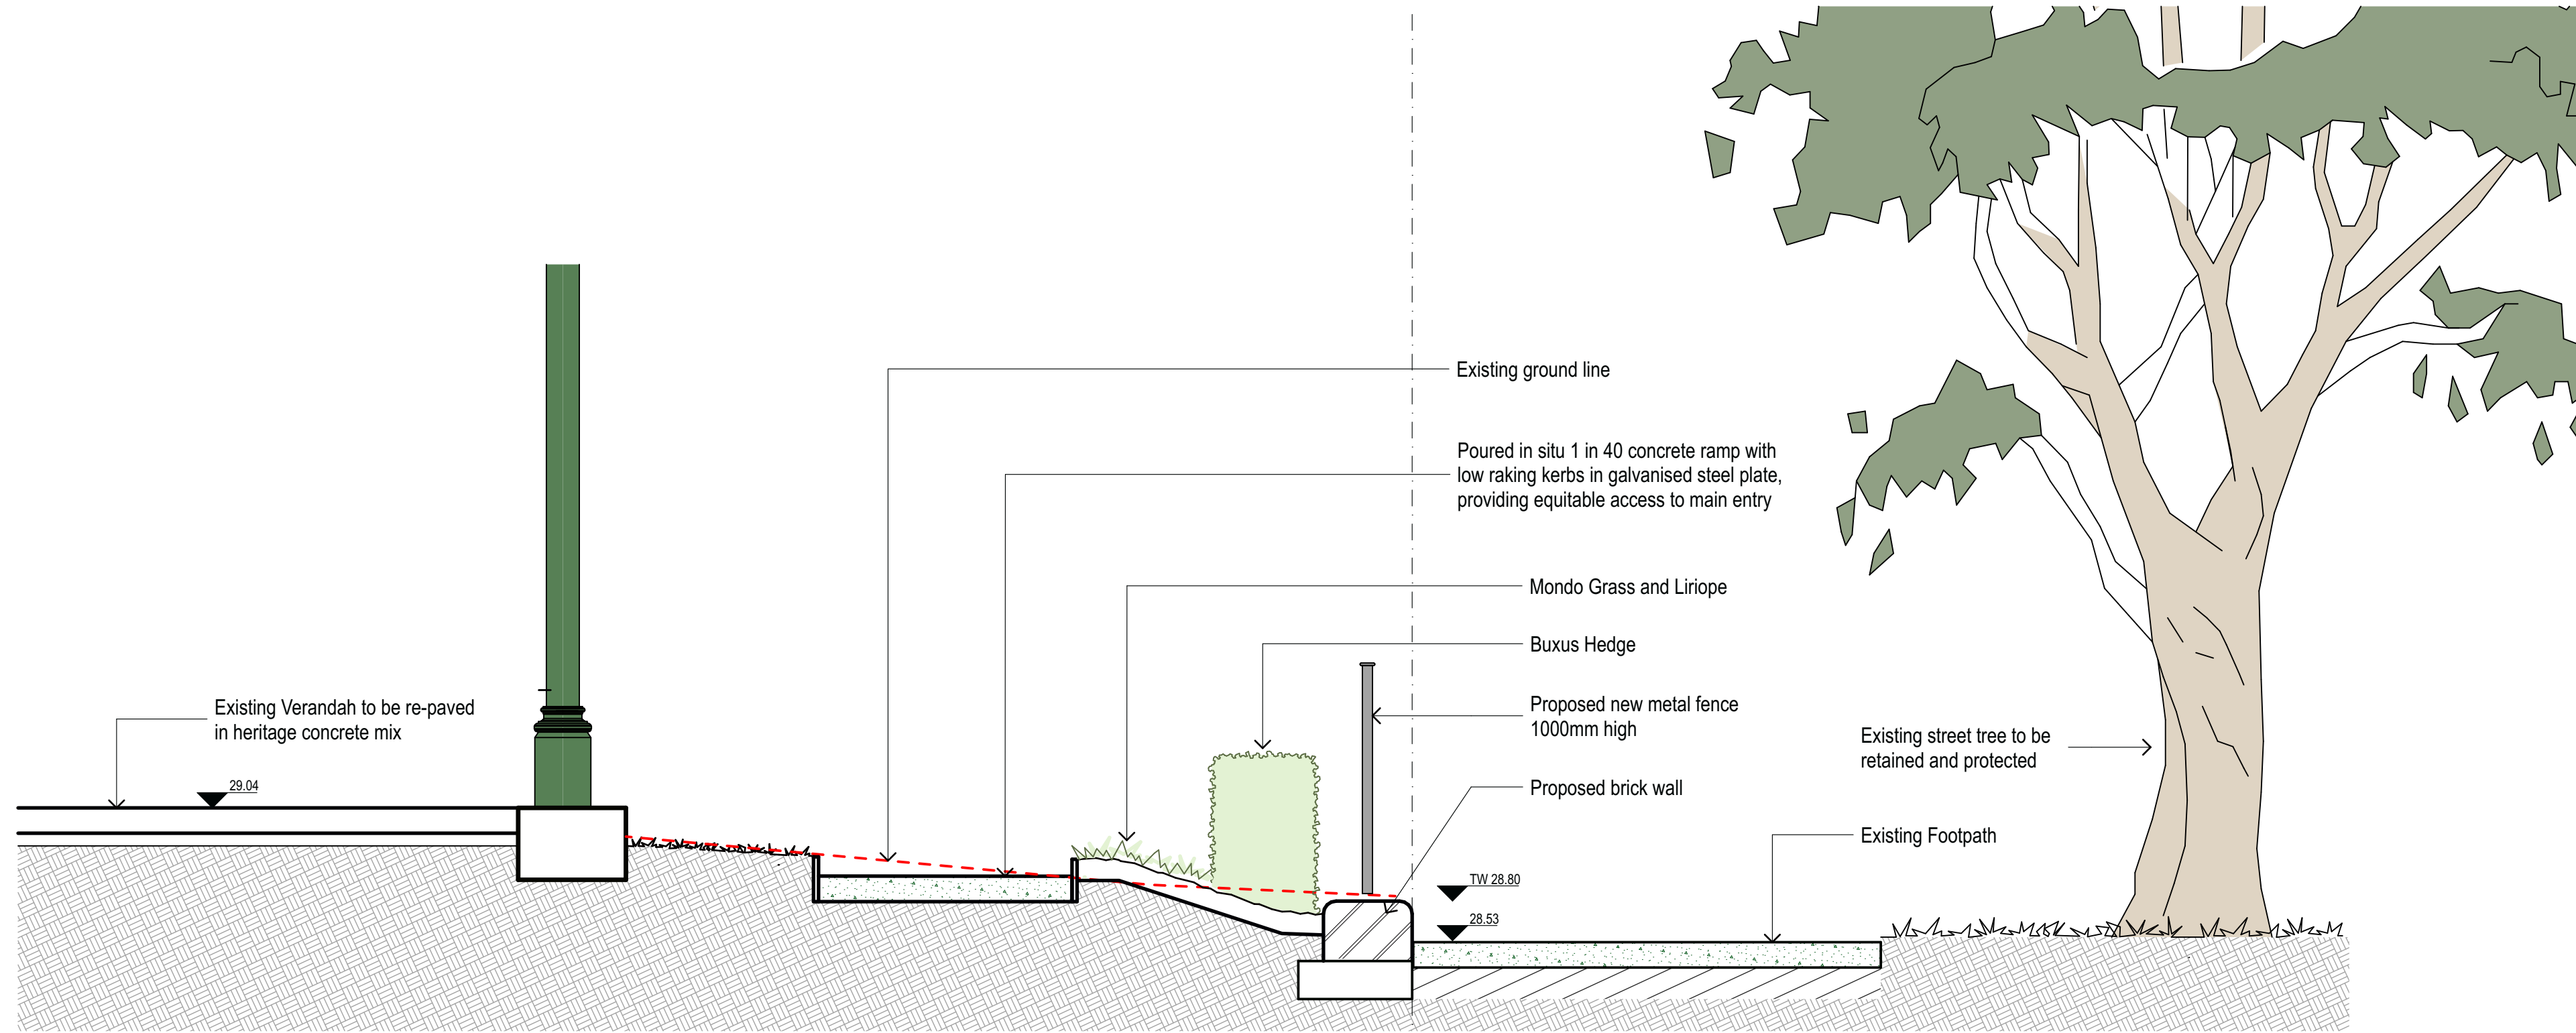 Existing ground line
Poured in situ 1 in 40 concrete ramp with
low raking kerbs in galvanised steel plate,
providing equitable access to main entry
Mondo Grass and Liriope
Buxus Hedge
Proposed new metal fence
1000mm high
Proposed brick wall
Existing Verandah to be re-paved
in heritage concrete mix
29.04
Existing street tree to be
retained and protected
Existing Footpath
TW 28.80
28.53